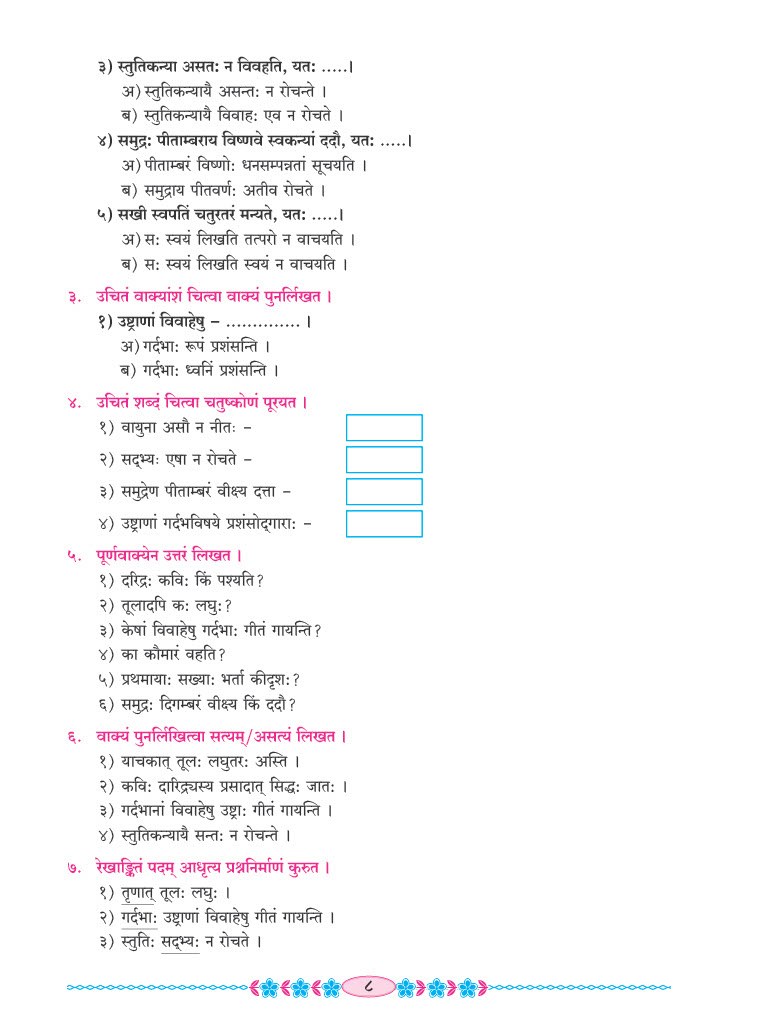 ३) स्तुतिकन्या असतः न विवहति, यतः .....।
अ) स्तुतिकन्यायै असन्तः न रोचन्ते ।
ब) स्तुतिकन्यायै विवाहः एव न रोचते ।
४) समुद्रः पीताम्बराय विष्णवे स्वकन्यां ददौ, यतः .....।
अ) पीताम्बरं विष्णोः धनसम्पन्नतां सूचयति ।
ब) समुद्राय पीतवर्णः अतीव रोचते ।
५) सखी स्वपतिं चतुरतरं मन्यते, यतः .....।
अ) सः स्वयं लिखति तत्परो न वाचयति ।
ब) सः स्वयं लिखति स्वयं न वाचयति ।
३. उचितं वाक्यांशं चित्वा वाक्यं पुनर्लिखत ।
१) उष्ट्राणां विवाहेषु – .............. ।
अ) गर्दभाः रूपं प्रशंसन्ति ।
ब) गर्दभाः ध्वनिं प्रशंसन्ति ।
४. उचितं शब्दं चित्वा चतुष्कोणं पूरयत ।
१) वायुना असौ न नीतः –
२) सद्भ्यः एषा न रोचते –
३) समुद्रेण पीताम्बरं वीक्ष्य दत्ता –
४) उष्ट्राणां गर्दभविषये प्रशंसोद्गाराः –
५. पूर्णवाक्येन उत्तरं लिखत ।
१) दरिद्रः कविः किं पश्यति?
२) तूलादपि कः लघुः?
३) केषां विवाहेषु गर्दभाः गीतं गायन्ति?
४) का कौमारं वहति?
५) प्रथमायाः सख्याः भर्ता कीदृशः?
६) समुद्रः दिगम्बरं वीक्ष्य किं ददौ?
६. वाक्यं पुनर्लिखित्वा सत्यम्/असत्यं लिखत ।
१) याचकात् तूलः लघुतरः अस्ति ।
२) कविः दारिद्र्यस्य प्रसादात् सिद्धः जातः ।
३) गर्दभानां विवाहेषु उष्ट्राः गीतं गायन्ति ।
४) स्तुतिकन्यायै सन्तः न रोचन्ते ।
७. रेखाङ्कितं पदम् आधृत्य प्रश्ननिर्माणं कुरुत ।
१) तृणात् तूलः लघुः ।
२) गर्दभाः उष्ट्राणां विवाहेषु गीतं गायन्ति ।
३) स्तुतिः सद्भ्यः न रोचते ।
८